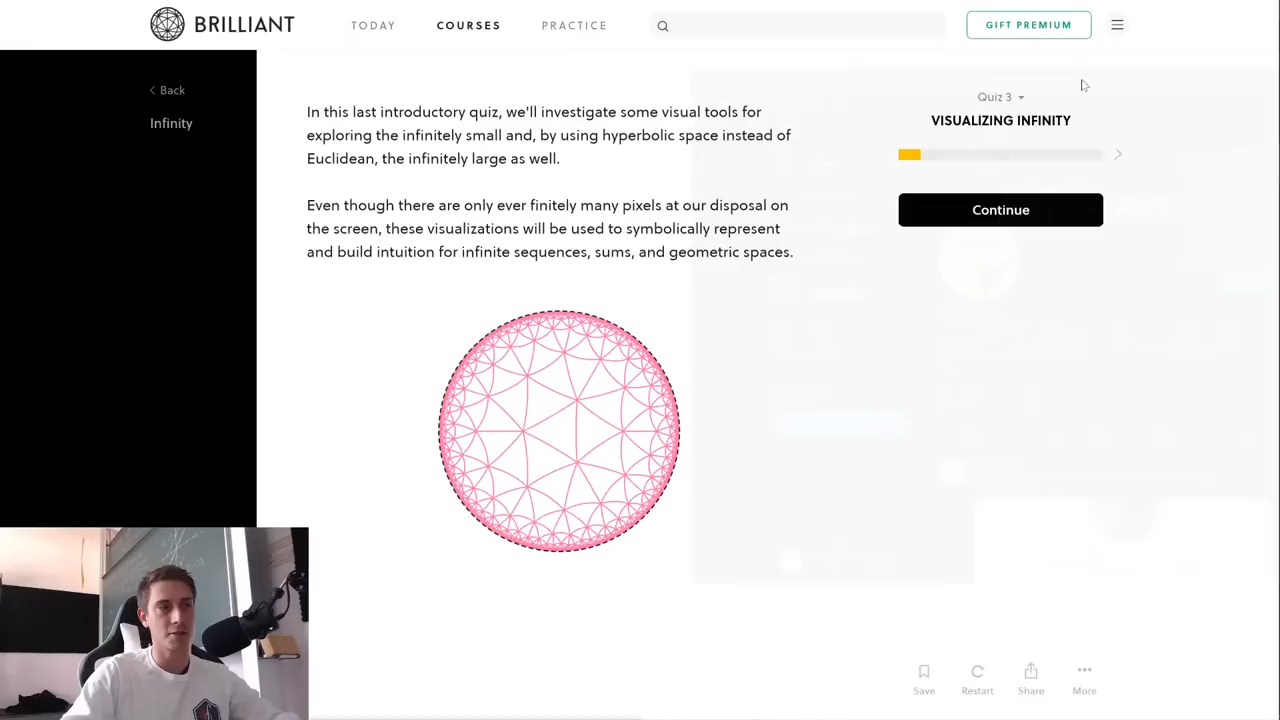 BRILLIANT
TODAY
COURSES
PRACTICE
GIFT PREMIUM
Back
Infinity
In this last introductory quiz, we'll investigate some visual tools for
exploring the infinitely small and, by using hyperbolic space instead of
Euclidean, the infinitely large as well.
Even though there are only ever finitely many pixels at our disposal on
the screen, these visualizations will be used to symbolically represent
and build intuition for infinite sequences, sums, and geometric spaces.
Quiz 3
VISUALIZING INFINITY
Continue
Save
Restart
Share
More